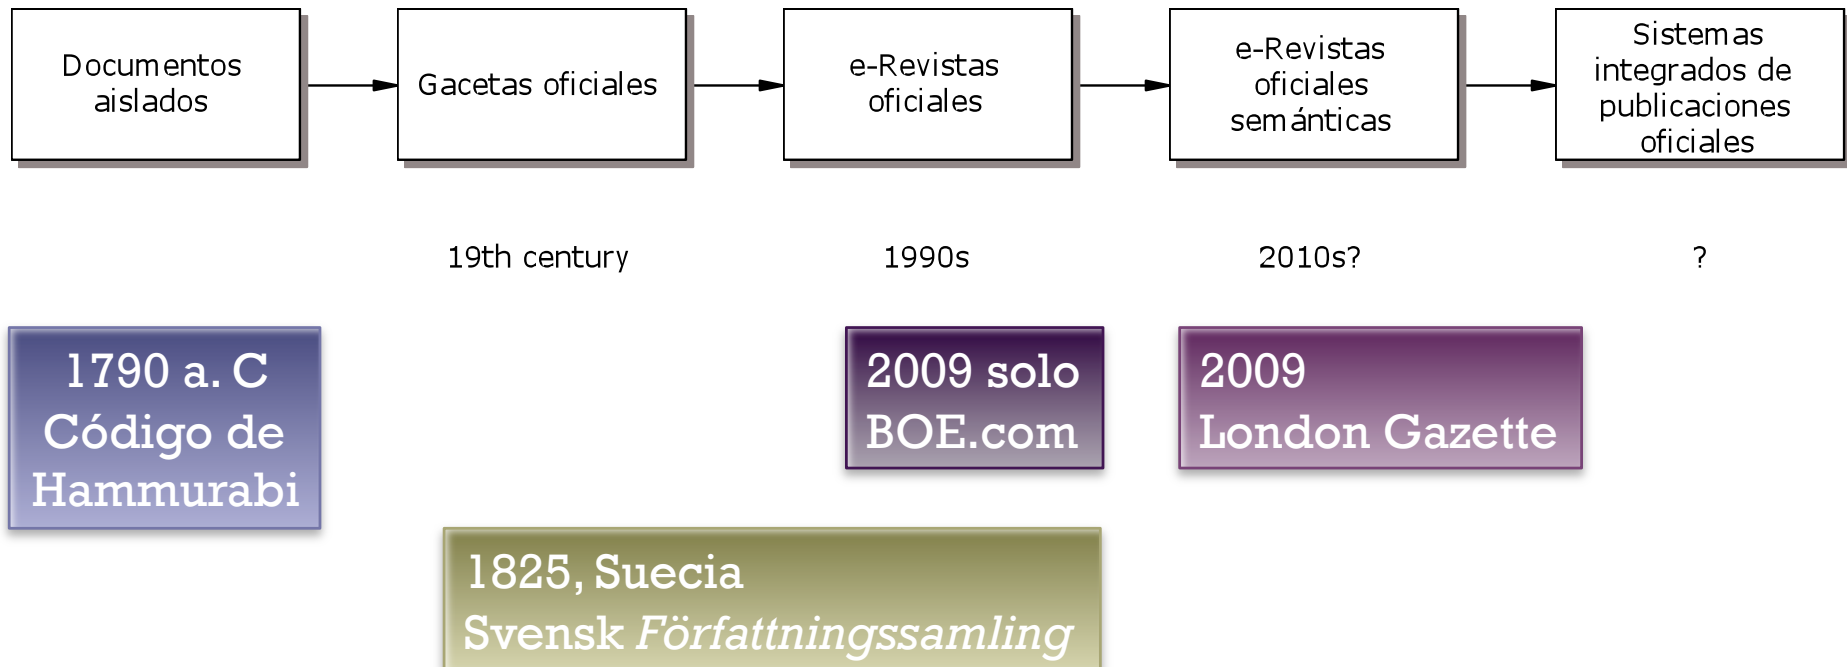 Documentos
aislados
Gacetas oficiales
e-Revistas
oficiales
e-Revistas
oficiales
semánticas
Sistemas
integrados de
publicaciones
oficiales
19th century
1990s
2010s?
?
1790 a. C
Código de
Hammurabi
2009 solo
BOE.com
2009
London Gazette
1825, Suecia
Svensk Författningssamling